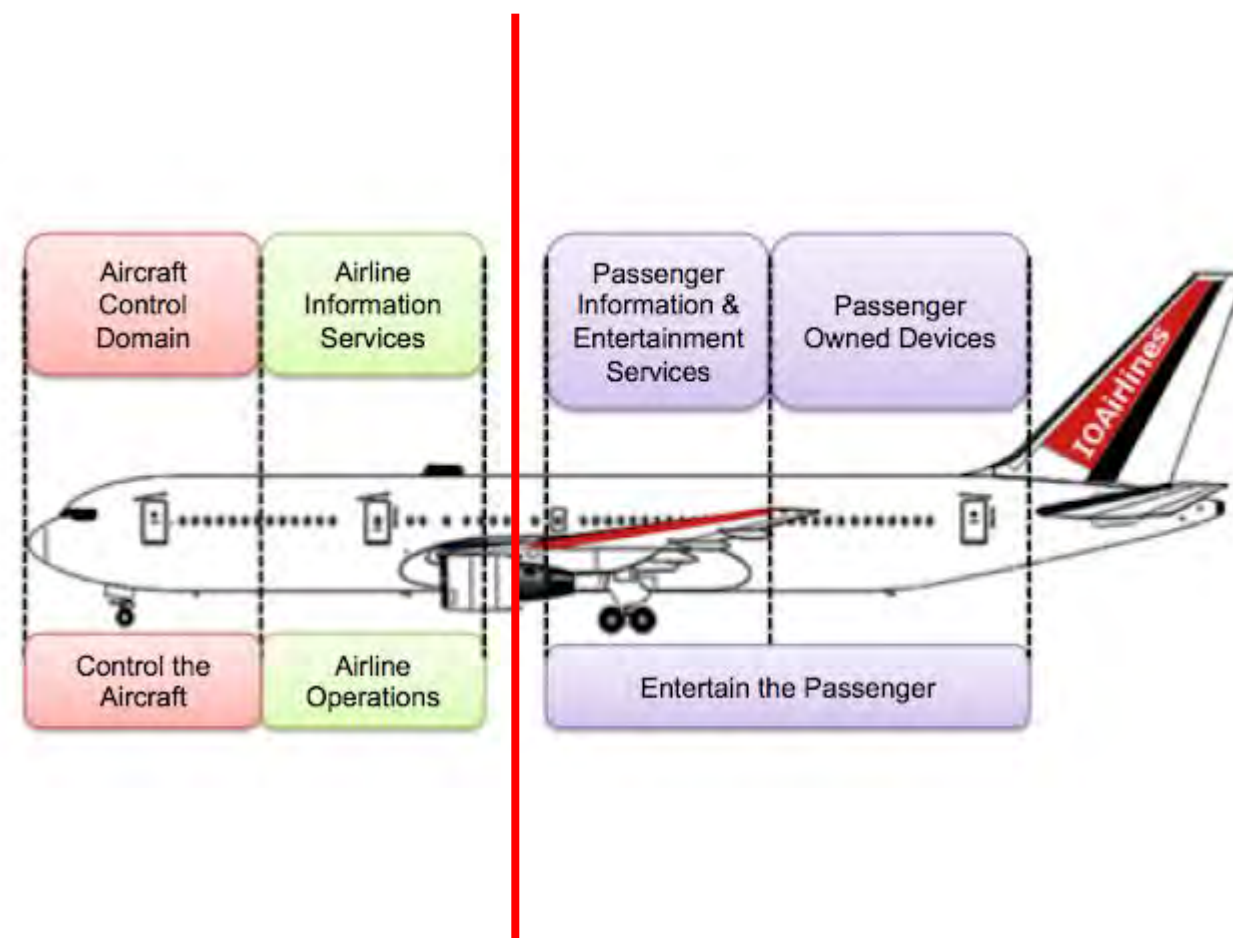 Aircraft
Control
Domain
Airline
Information
Services
Passenger
Information &
Entertainment
Services
Passenger
Owned Devices
IOAirlines
Control the
Aircraft
Airline
Operations
Entertain the Passenger